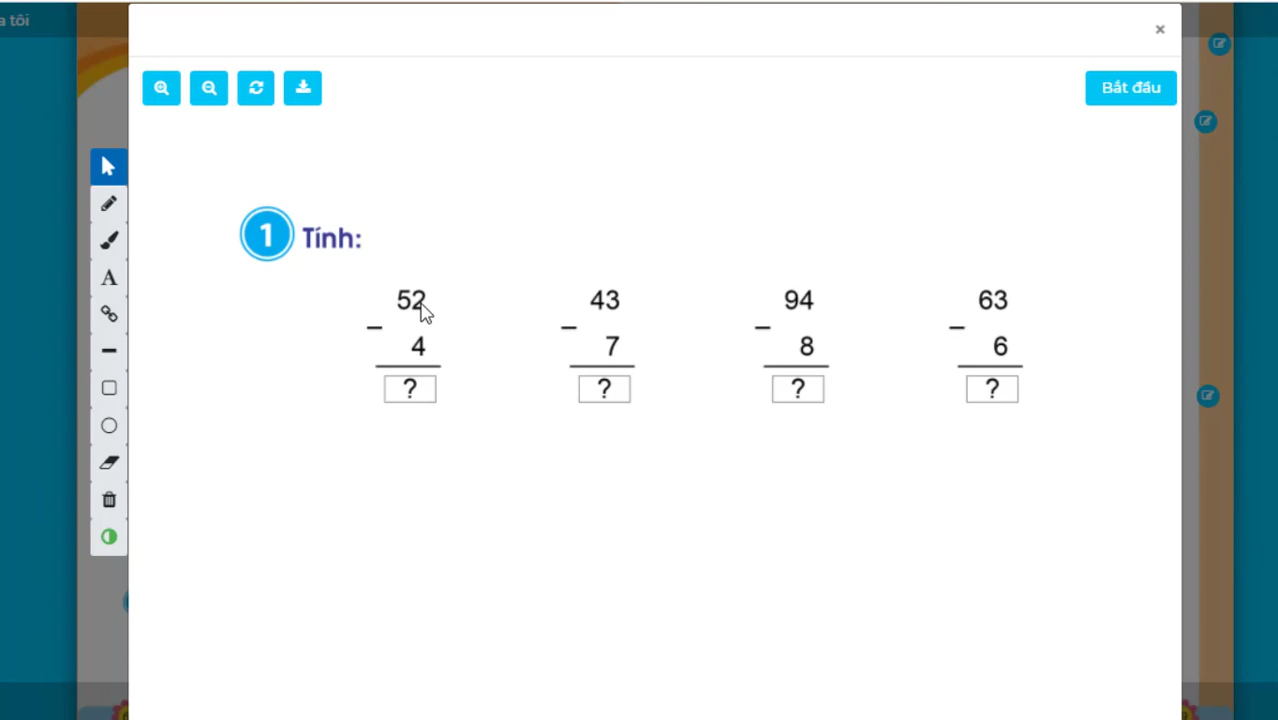 a tôi
×
Bắt đầu
1 Tính:
52 43 94 63
− − − −
4 7 8 6
? ? ? ?
A